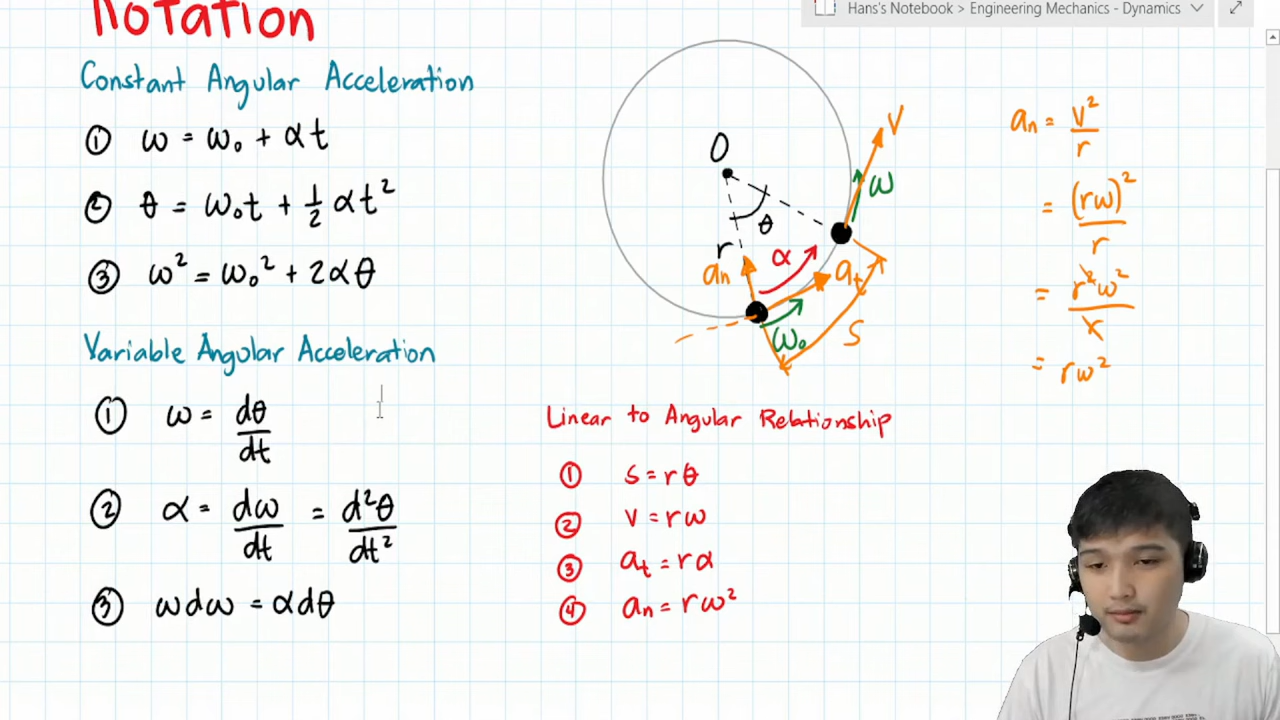 Rotation
Hans's Notebook > Engineering Mechanics - Dynamics
Constant Angular Acceleration
① ω = ω₀ + αt
② θ = ω₀t + 1/2 αt²
③ ω² = ω₀² + 2αθ
Variable Angular Acceleration
① ω = dθ/dt
② α = dω/dt = d²θ/dt²
③ ωdω = αdθ
O
θ
r
aₙ
α
aₜ
ω₀
S
V
ω
aₙ = V²/r
= (rω)²/r
= r²ω²/r
= rω²
Linear to Angular Relationship
① S = rθ
② V = rω
③ aₜ = rα
④ aₙ = rω²